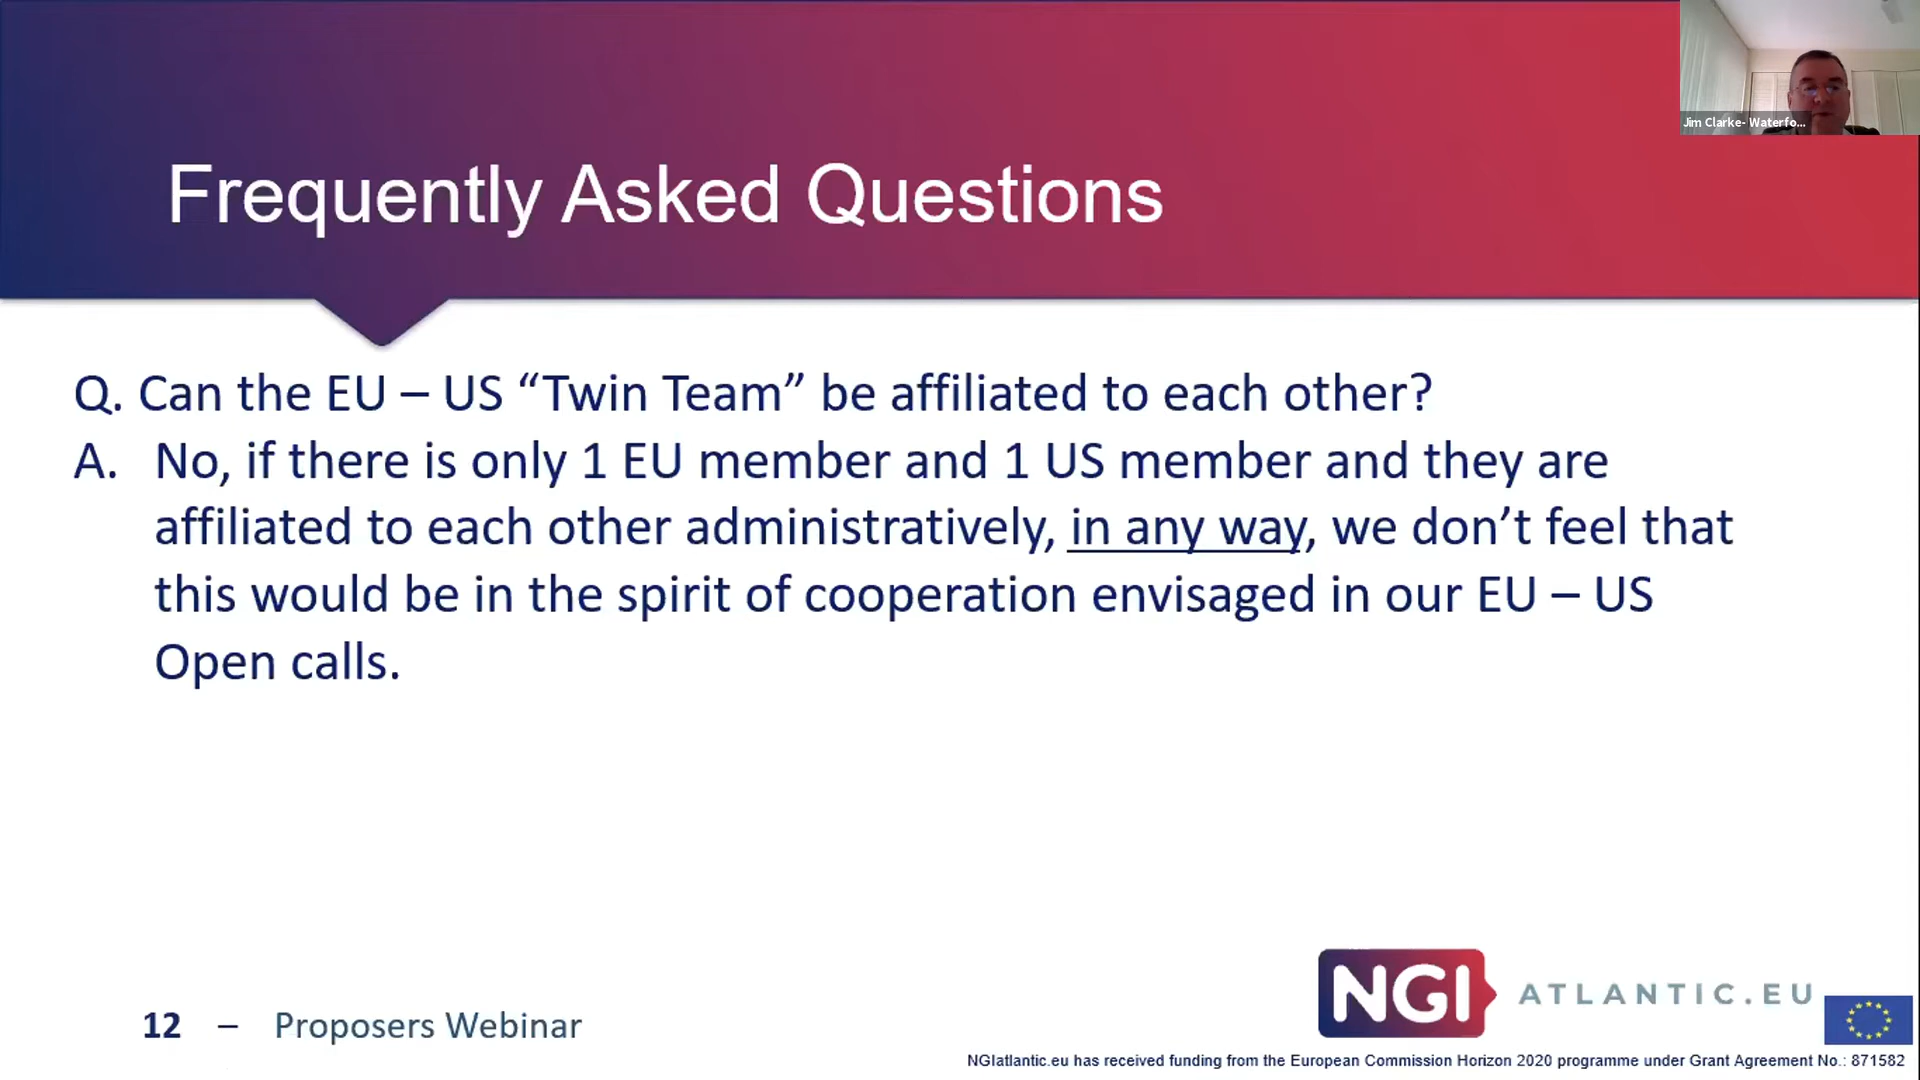 Jim Clarke- Waterfo...
Frequently Asked Questions
Q. Can the EU – US “Twin Team” be affiliated to each other?
A. No, if there is only 1 EU member and 1 US member and they are
affiliated to each other administratively, in any way, we don’t feel that
this would be in the spirit of cooperation envisaged in our EU – US
Open calls.
NGI ATLANTIC.EU
12 – Proposers Webinar
NGIatlantic.eu has received funding from the European Commission Horizon 2020 programme under Grant Agreement No.: 871582